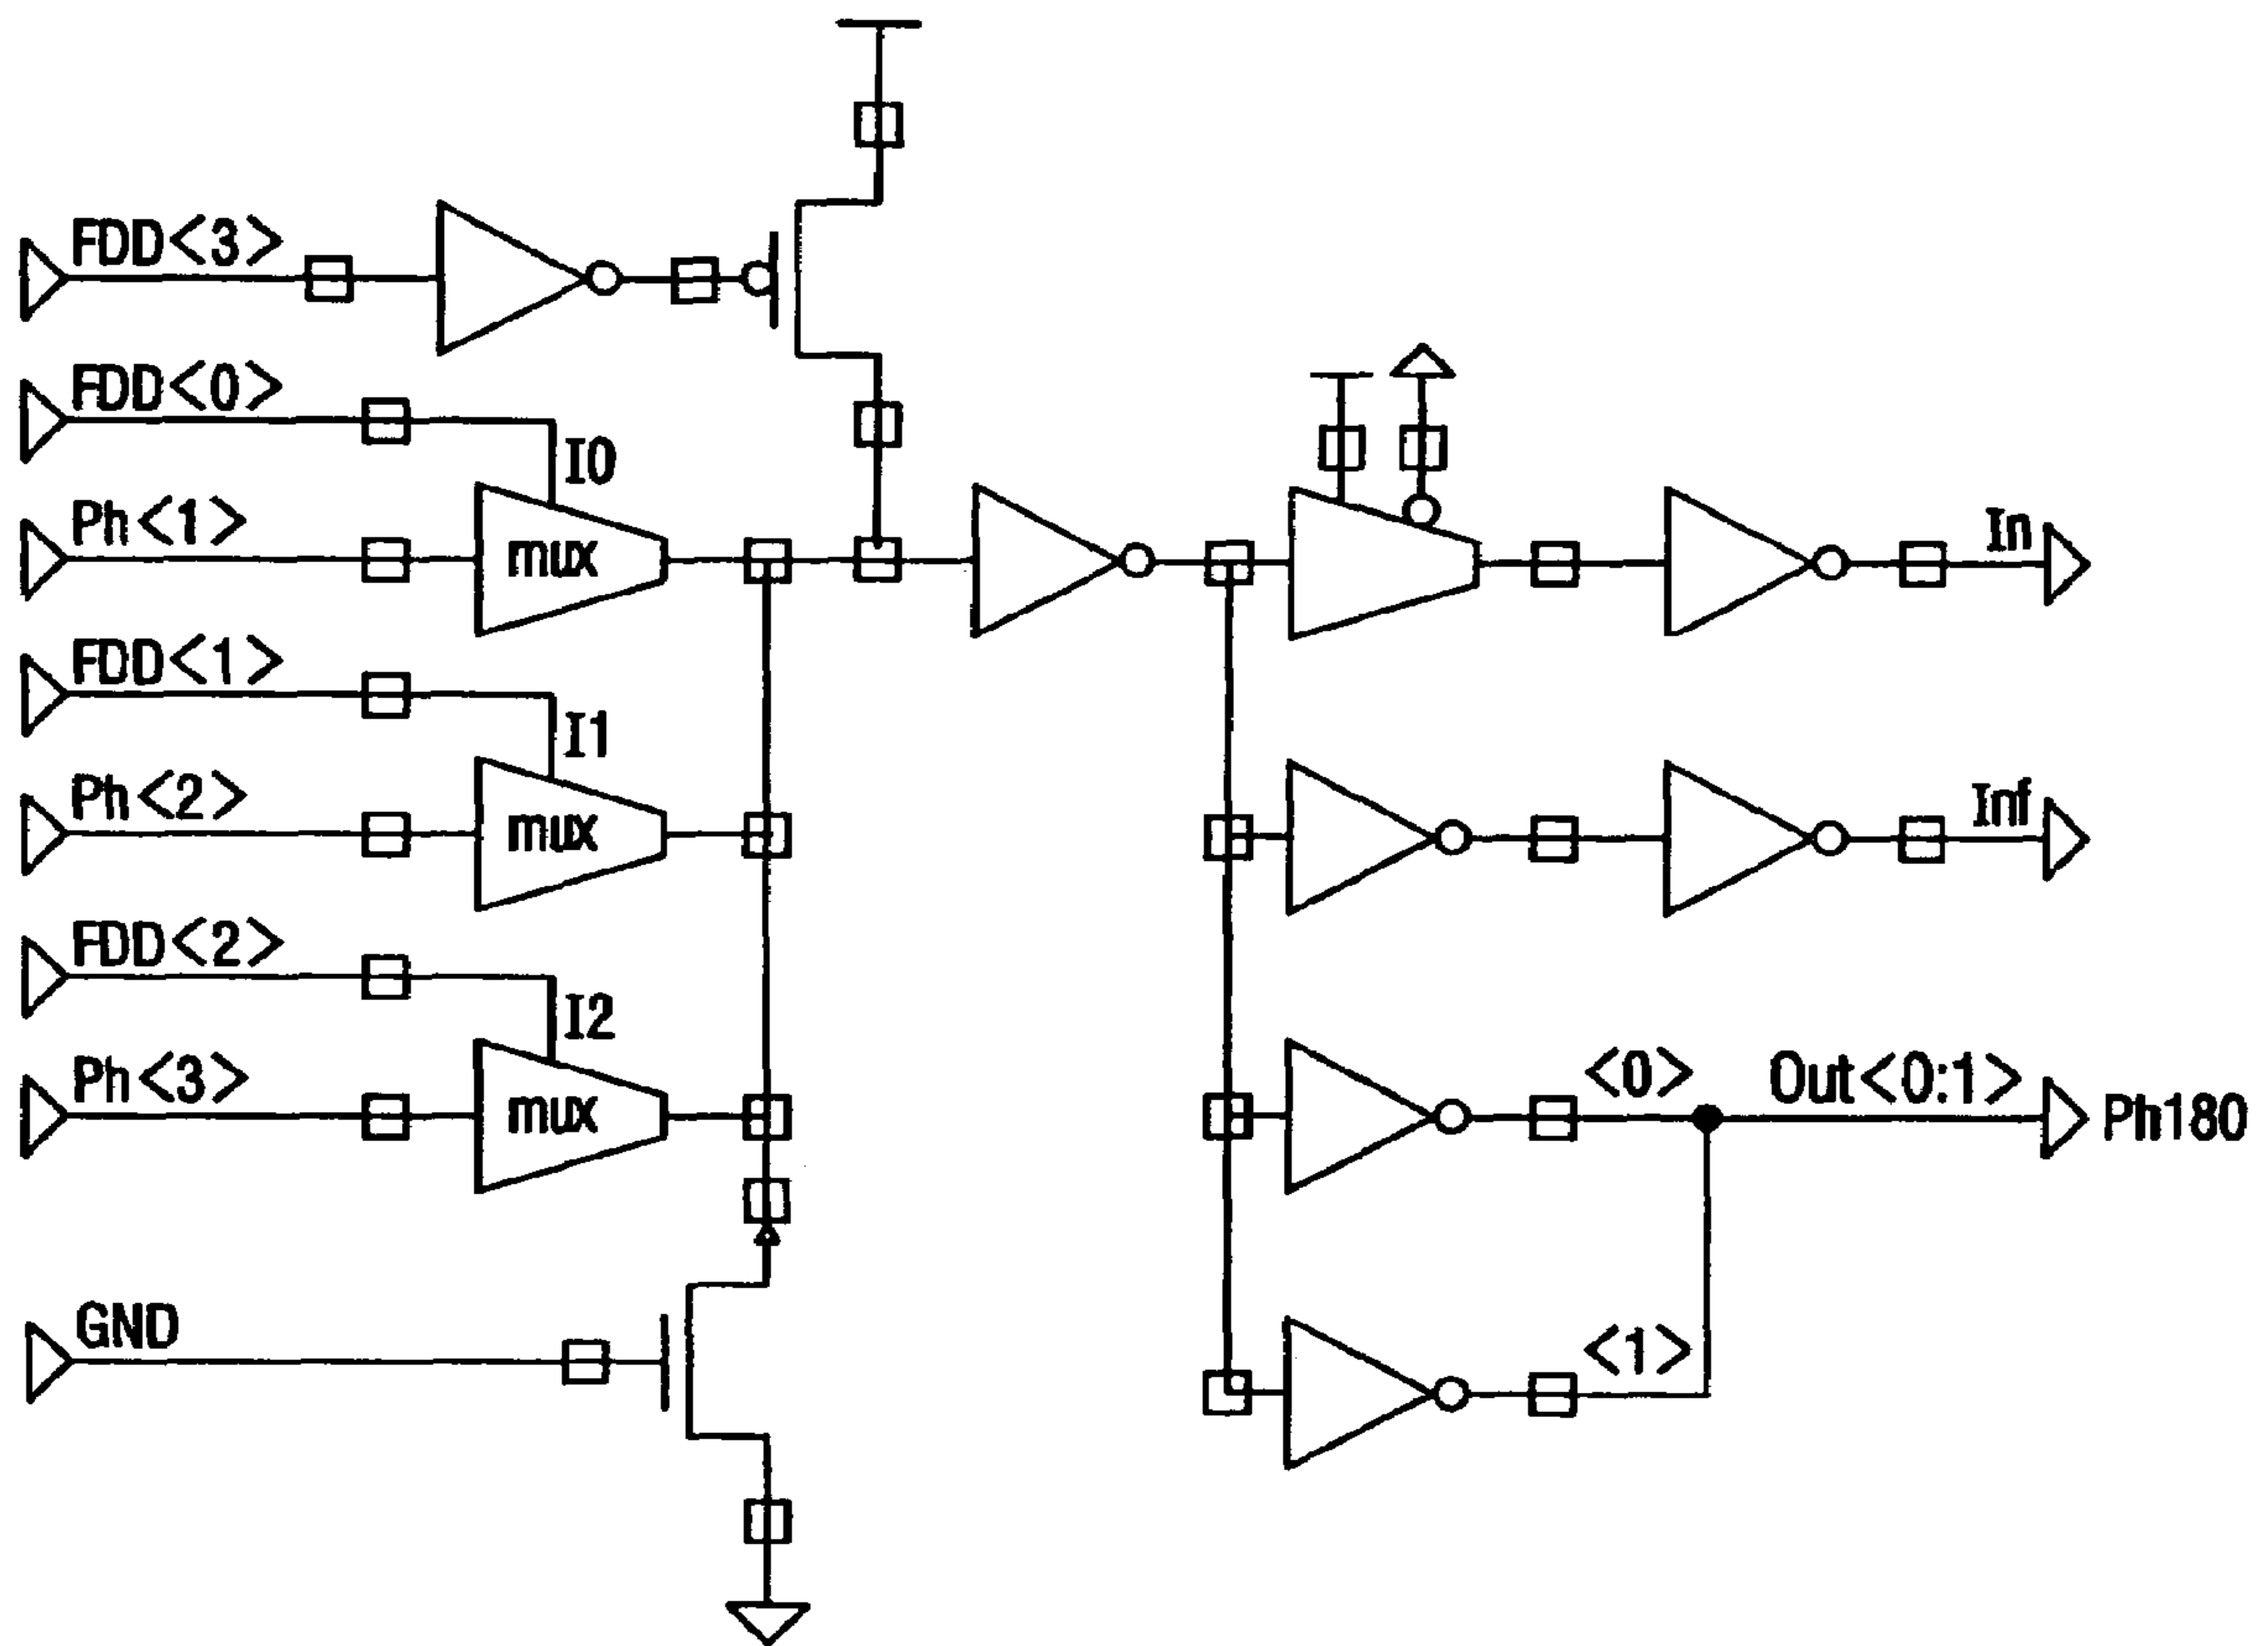 FDD<3>
FDD<0>
I0
Ph<1>
mux
In
FDD<1>
I1
Ph<2>
mux
Inf
FDD<2>
I2
Ph<3>
mux
<0>
Out<0:1>
Ph180
GND
<1>